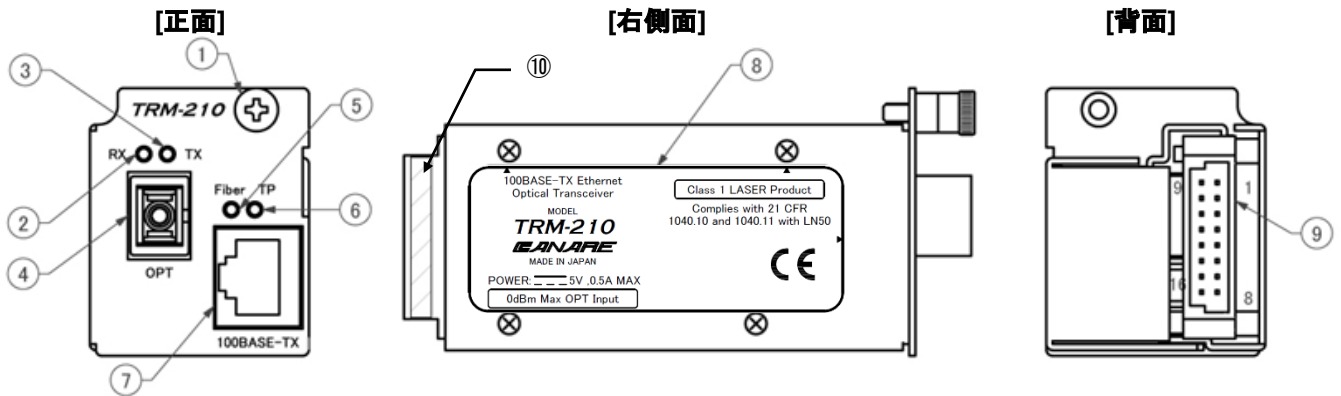 [正面]
[右側面]
[背面]
①
③
⑤
②
④
⑥
⑦
TRM-210
RX TX
Fiber TP
OPT
100BASE-TX
⑩
⑧
100BASE-TX Ethernet
Optical Transceiver
MODEL
TRM-210
CANARE
MADE IN JAPAN
POWER: 5V ,0.5A MAX
0dBm Max OPT Input
Class 1 LASER Product
Complies with 21 CFR
1040.10 and 1040.11 with LN50
CE
9 1
16 8
⑨